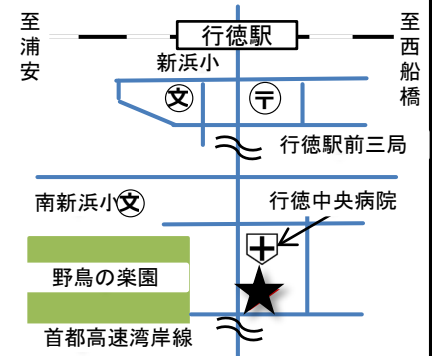 至浦安
行徳駅
至西船橋
新浜小
文
〒
行徳駅前三局
南新浜小
文
行徳中央病院
野鳥の楽園
首都高速湾岸線